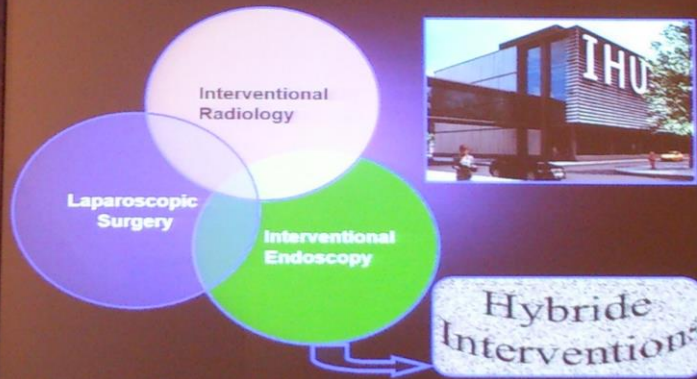 Interventional
Radiology
IHU
Laparoscopic
Surgery
Interventional
Endoscopy
Hybride
Intervention